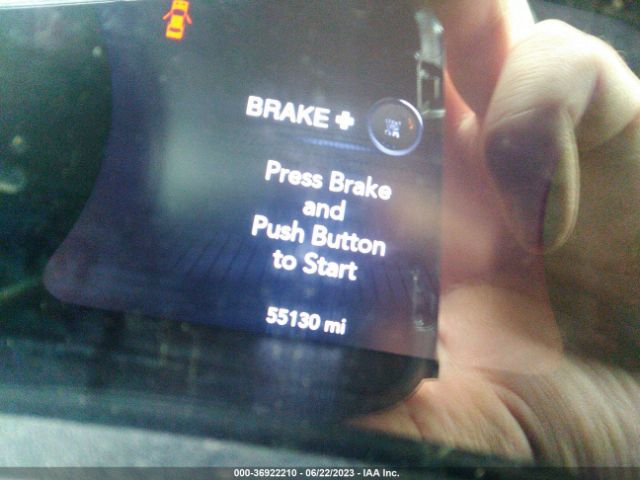 BRAKE +
Press Brake
and
Push Button
to Start
55130 mi
000-36922210 - 06/22/2023 - IAA Inc.